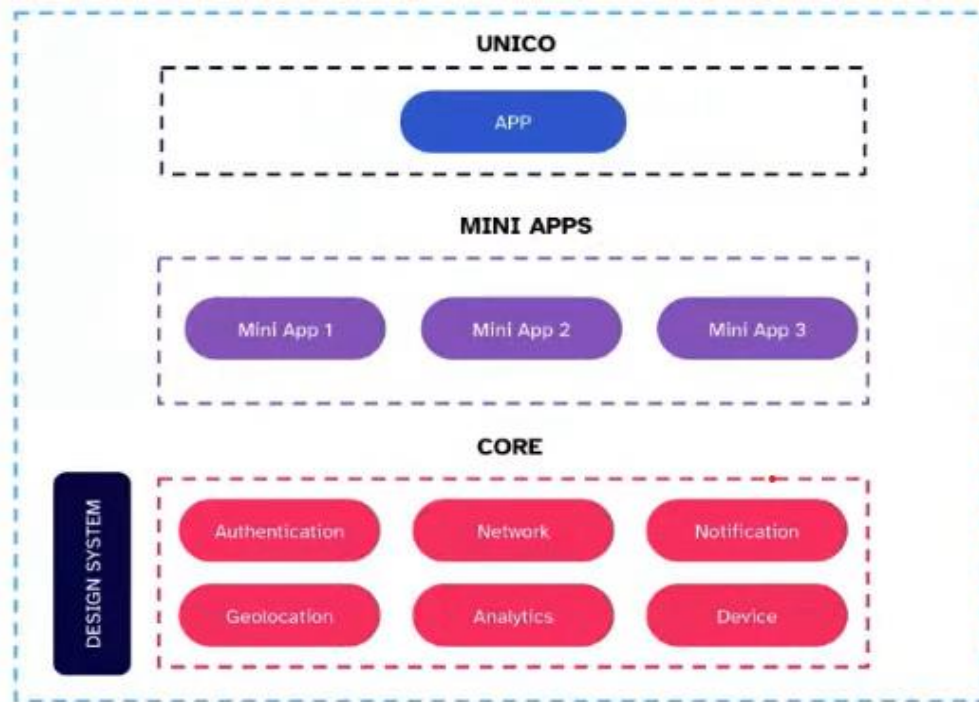 UNICO
APP
MINI APPS
Mini App 1 Mini App 2 Mini App 3
CORE
DESIGN SYSTEM
Authentication Network Notification
Geolocation Analytics Device